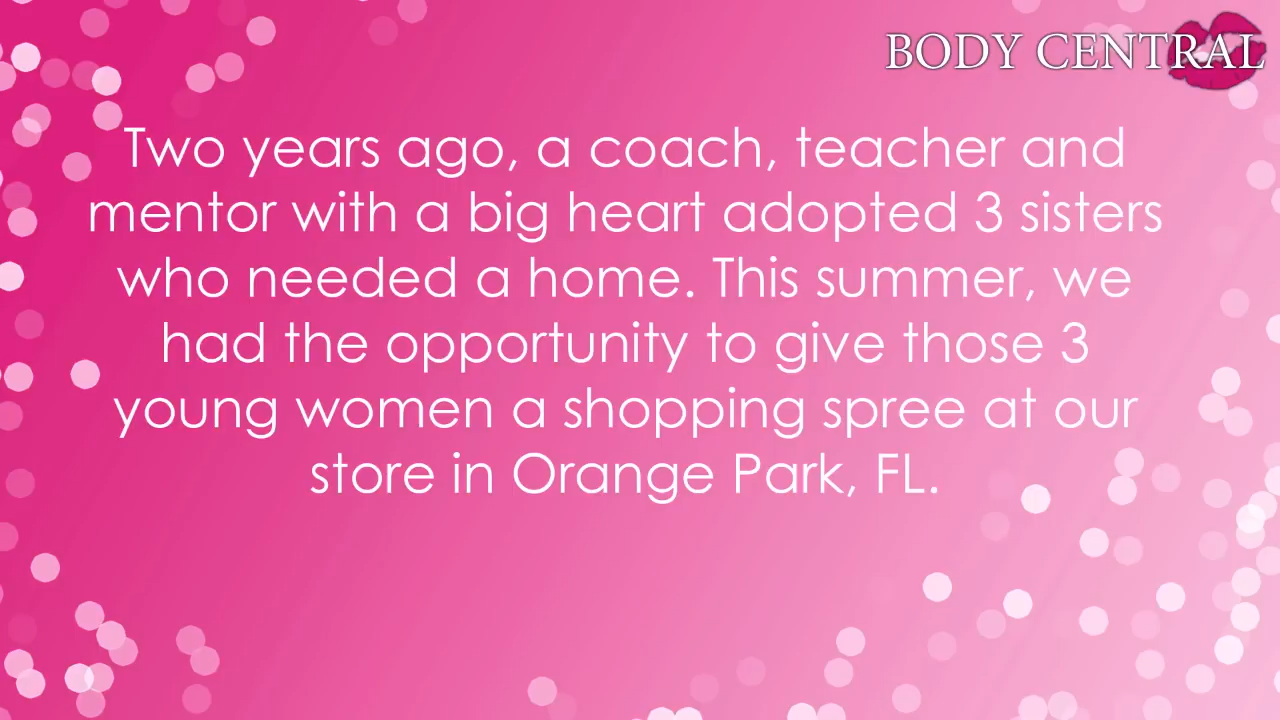 BODY CENTRAL
Two years ago, a coach, teacher and
mentor with a big heart adopted 3 sisters
who needed a home. This summer, we
had the opportunity to give those 3
young women a shopping spree at our
store in Orange Park, FL.